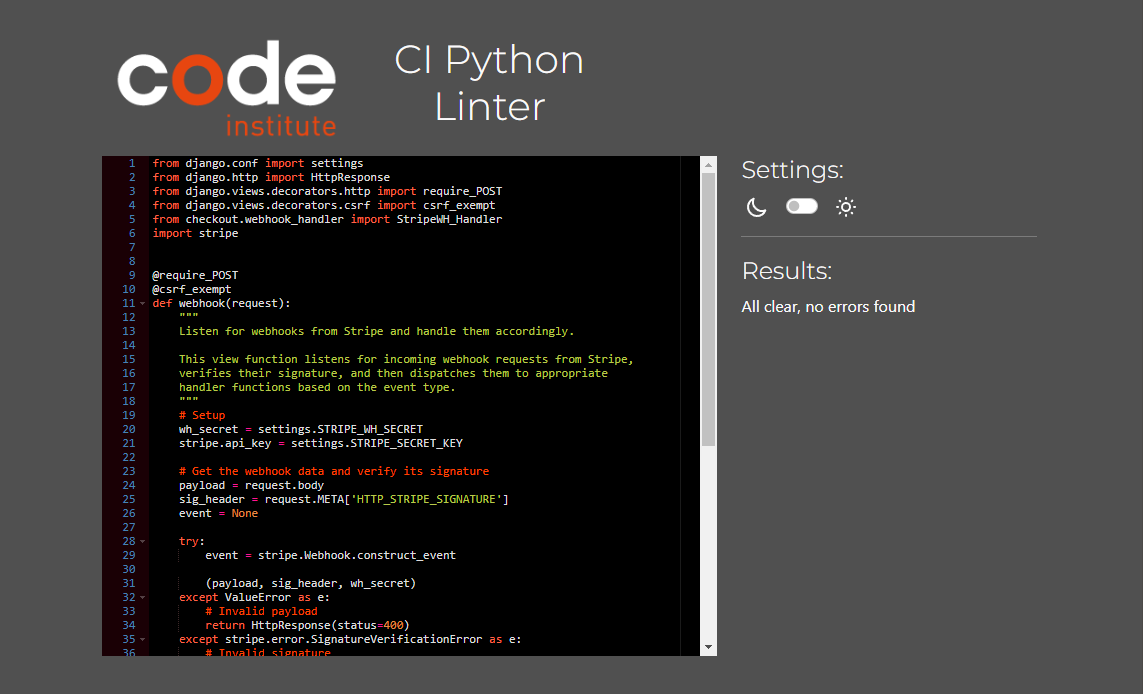 code
institute
CI Python
Linter
1 from django.conf import settings
2 from django.http import HttpResponse
3 from django.views.decorators.http import require_POST
4 from django.views.decorators.csrf import csrf_exempt
5 from checkout.webhook_handler import StripeWH_Handler
6 import stripe
7
8
9 @require_POST
10 @csrf_exempt
11 def webhook(request):
12     """
13     Listen for webhooks from Stripe and handle them accordingly.
14
15     This view function listens for incoming webhook requests from Stripe,
16     verifies their signature, and then dispatches them to appropriate
17     handler functions based on the event type.
18     """
19     # Setup
20     wh_secret = settings.STRIPE_WH_SECRET
21     stripe.api_key = settings.STRIPE_SECRET_KEY
22
23     # Get the webhook data and verify its signature
24     payload = request.body
25     sig_header = request.META['HTTP_STRIPE_SIGNATURE']
26     event = None
27
28     try:
29         event = stripe.Webhook.construct_event
30
31         (payload, sig_header, wh_secret)
32     except ValueError as e:
33         # Invalid payload
34         return HttpResponse(status=400)
35     except stripe.error.SignatureVerificationError as e:
36         # Invalid signature
Settings:
Results:
All clear, no errors found